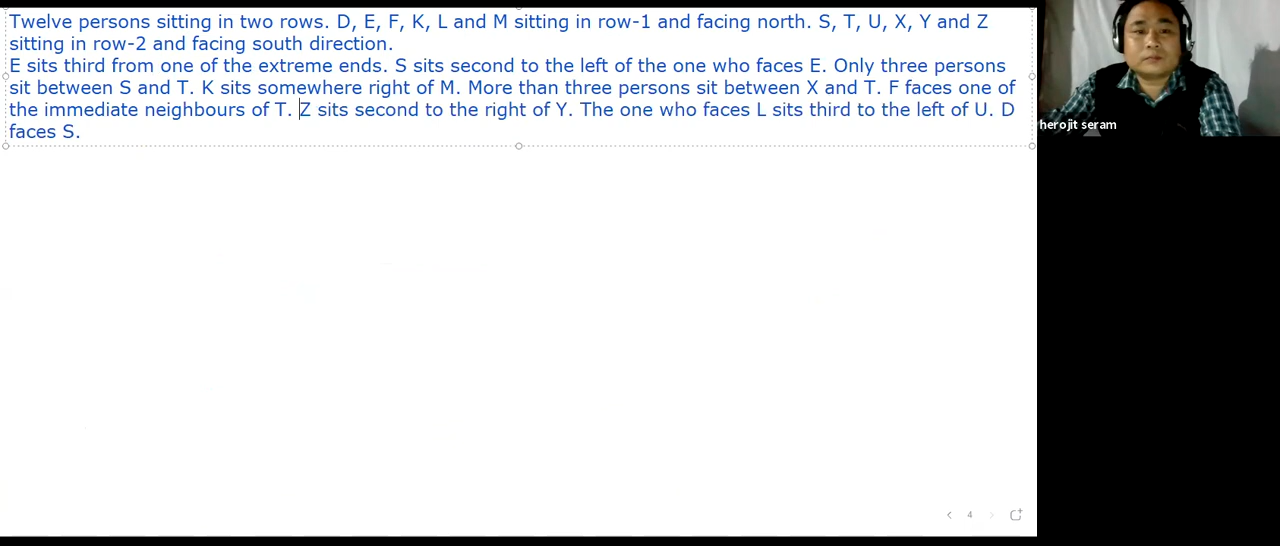 Twelve persons sitting in two rows. D, E, F, K, L and M sitting in row-1 and facing north. S, T, U, X, Y and Z
sitting in row-2 and facing south direction.
E sits third from one of the extreme ends. S sits second to the left of the one who faces E. Only three persons
sit between S and T. K sits somewhere right of M. More than three persons sit between X and T. F faces one of
the immediate neighbours of T. Z sits second to the right of Y. The one who faces L sits third to the left of U. D
faces S.
herojit seram
4